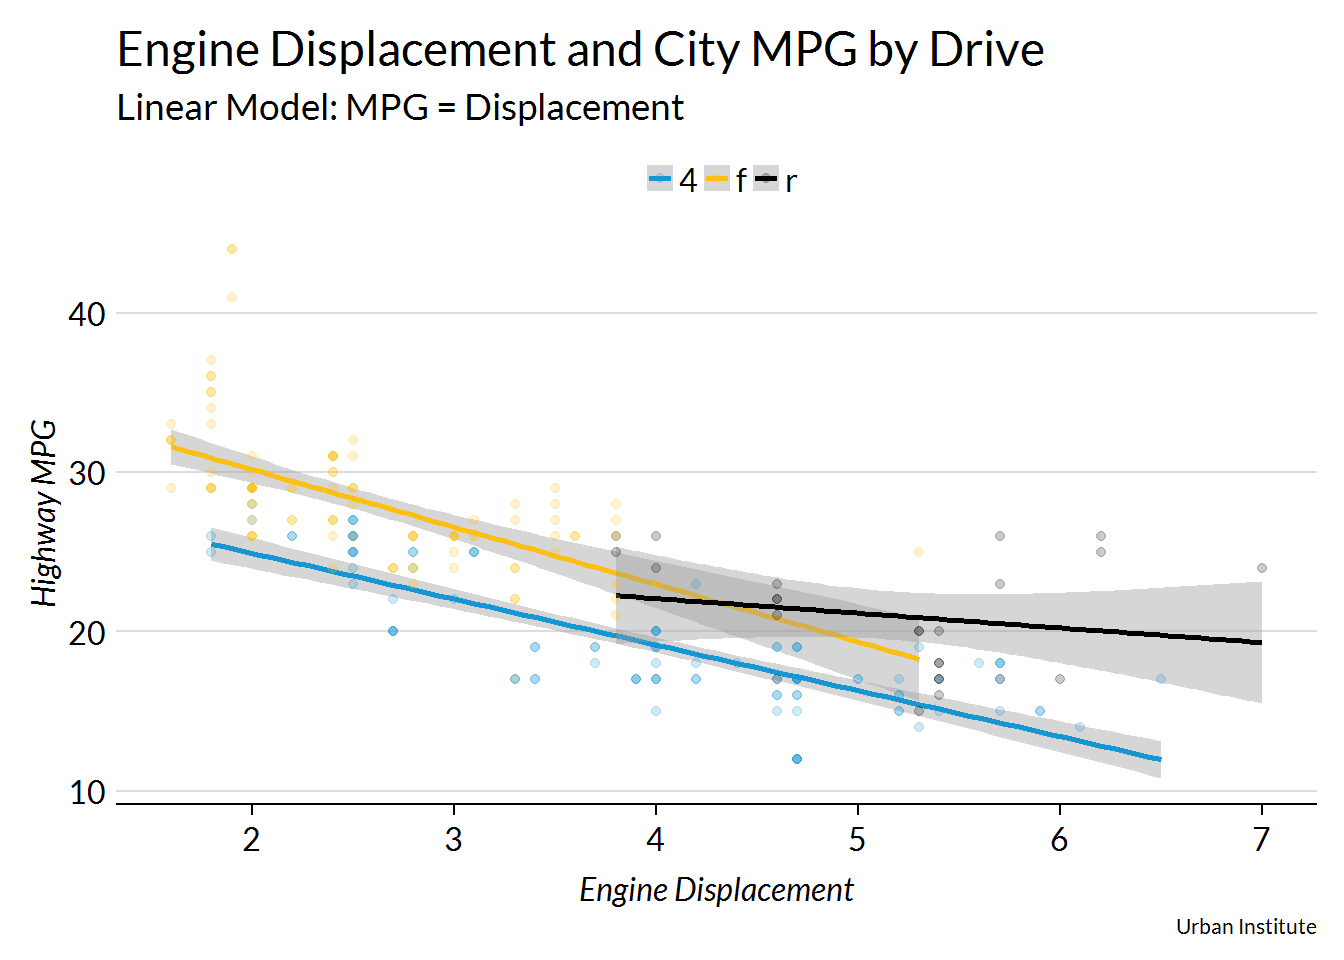 Engine Displacement and City MPG by Drive
Linear Model: MPG = Displacement
4 f r
Highway MPG
40
30
20
10
2 3 4 5 6 7
Engine Displacement
Urban Institute